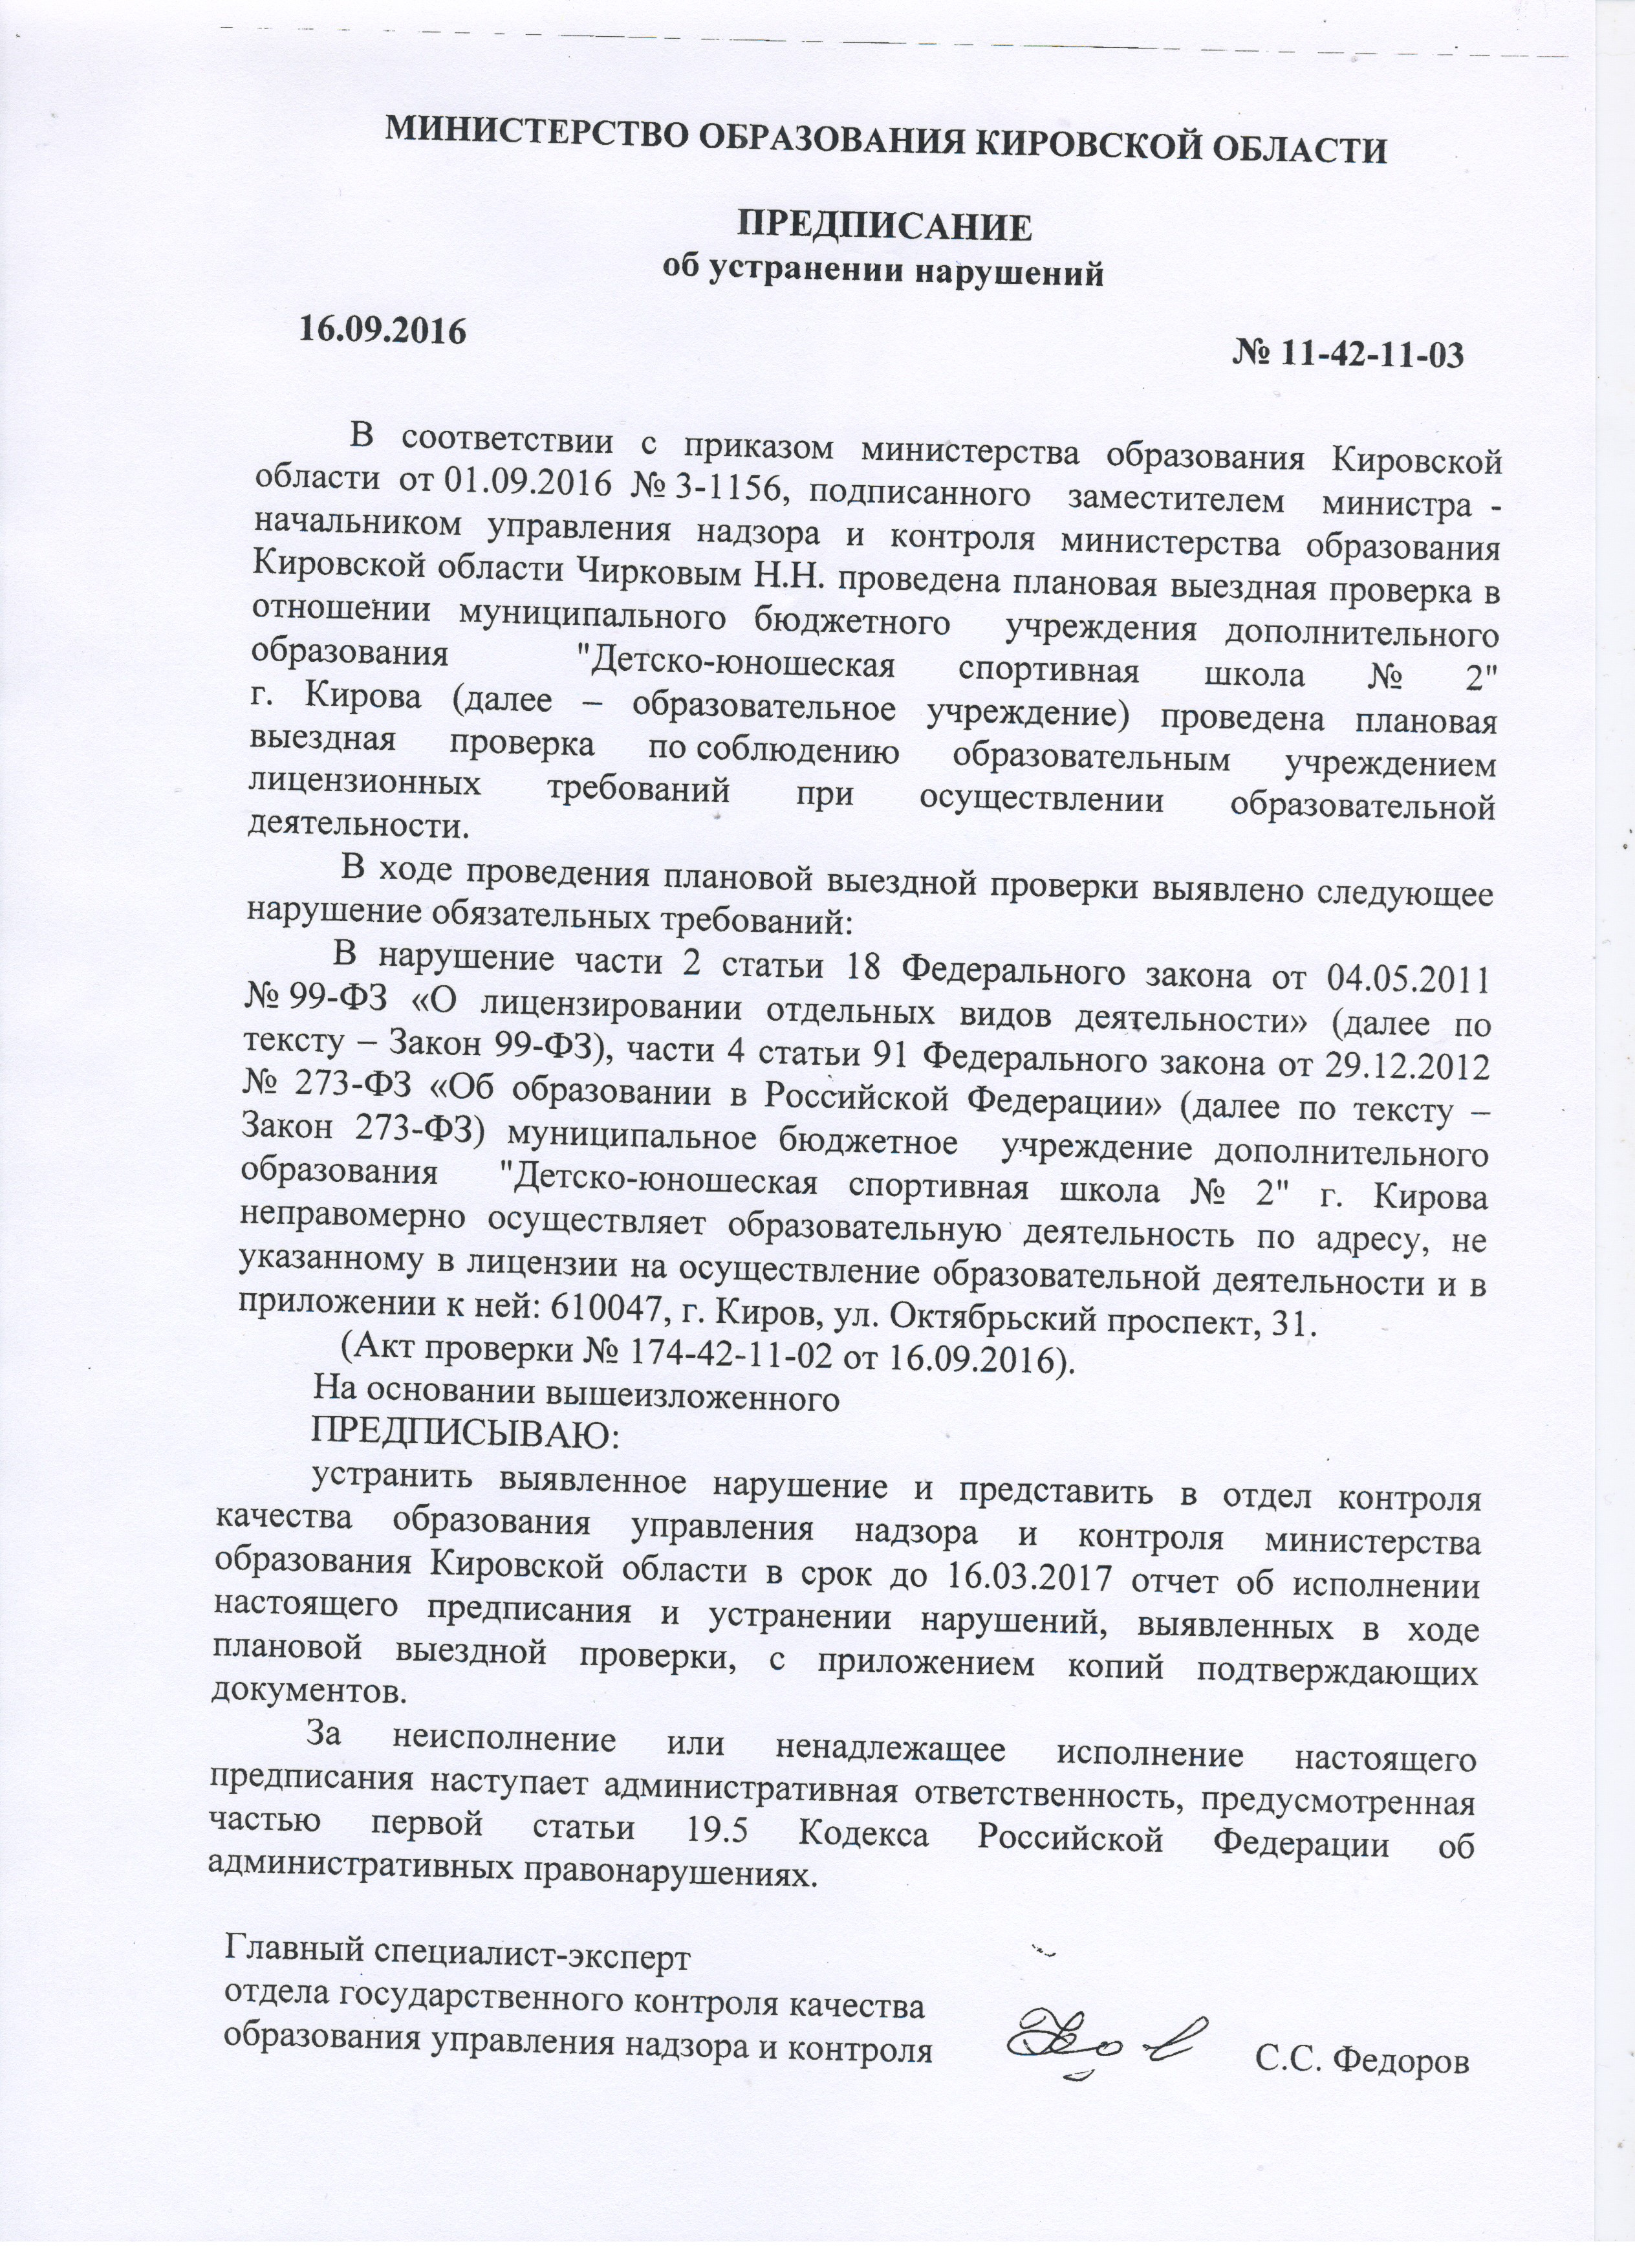 МИНИСТЕРСТВО ОБРАЗОВАНИЯ КИРОВСКОЙ ОБЛАСТИ
ПРЕДПИСАНИЕ
об устранении нарушений
16.09.2016
№ 11-42-11-03
В соответствии с приказом министерства образования Кировской
области от 01.09.2016 № 3-1156, подписанного заместителем министра -
начальником управления надзора и контроля министерства образования
Кировской области Чирковым Н.Н. проведена плановая выездная проверка в
отношении муниципального бюджетного учреждения дополнительного
образования "Детско-юношеская спортивная школа № 2"
г. Кирова (далее – образовательное учреждение) проведена плановая
выездная проверка по соблюдению образовательным учреждением
лицензионных требований при осуществлении образовательной
деятельности.
В ходе проведения плановой выездной проверки выявлено следующее
нарушение обязательных требований:
В нарушение части 2 статьи 18 Федерального закона от 04.05.2011
№ 99-ФЗ «О лицензировании отдельных видов деятельности» (далее по
тексту – Закон 99-ФЗ), части 4 статьи 91 Федерального закона от 29.12.2012
№ 273-ФЗ «Об образовании в Российской Федерации» (далее по тексту –
Закон 273-ФЗ) муниципальное бюджетное учреждение дополнительного
образования "Детско-юношеская спортивная школа № 2" г. Кирова
неправомерно осуществляет образовательную деятельность по адресу, не
указанному в лицензии на осуществление образовательной деятельности и в
приложении к ней: 610047, г. Киров, ул. Октябрьский проспект, 31.
(Акт проверки № 174-42-11-02 от 16.09.2016).
На основании вышеизложенного
ПРЕДПИСЫВАЮ:
устранить выявленное нарушение и представить в отдел контроля
качества образования управления надзора и контроля министерства
образования Кировской области в срок до 16.03.2017 отчет об исполнении
настоящего предписания и устранении нарушений, выявленных в ходе
плановой выездной проверки, с приложением копий подтверждающих
документов.
За неисполнение или ненадлежащее исполнение настоящего
предписания наступает административная ответственность, предусмотренная
частью первой статьи 19.5 Кодекса Российской Федерации об
административных правонарушениях.
Главный специалист-эксперт
отдела государственного контроля качества
образования управления надзора и контроля
С.С. Федоров